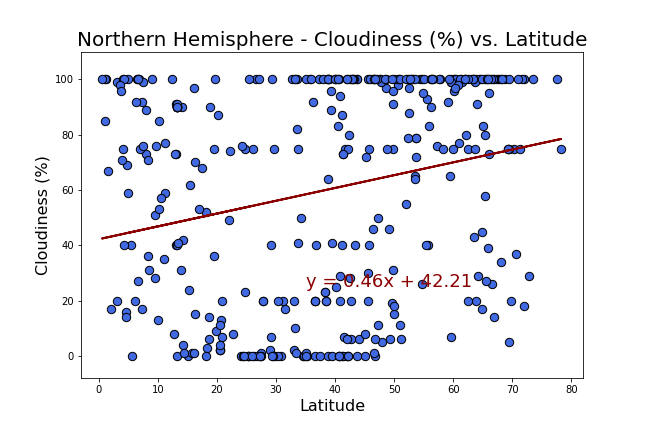 Northern Hemisphere - Cloudiness (%) vs. Latitude
100
80
60
40
20
0
Cloudiness (%)
y = 0.46x + 42.21
0 10 20 30 40 50 60 70 80
Latitude